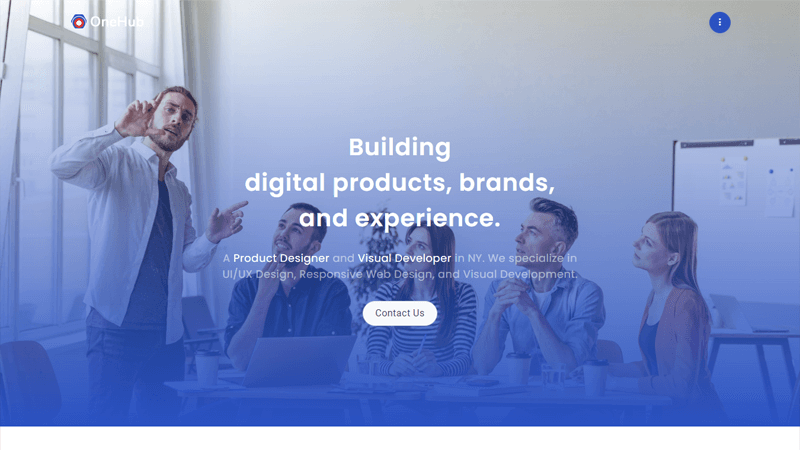 OneHub
Building
digital products, brands,
and experience.
A Product Designer and Visual Developer in NY. We specialize in
UI/UX Design, Responsive Web Design, and Visual Development.
Contact Us